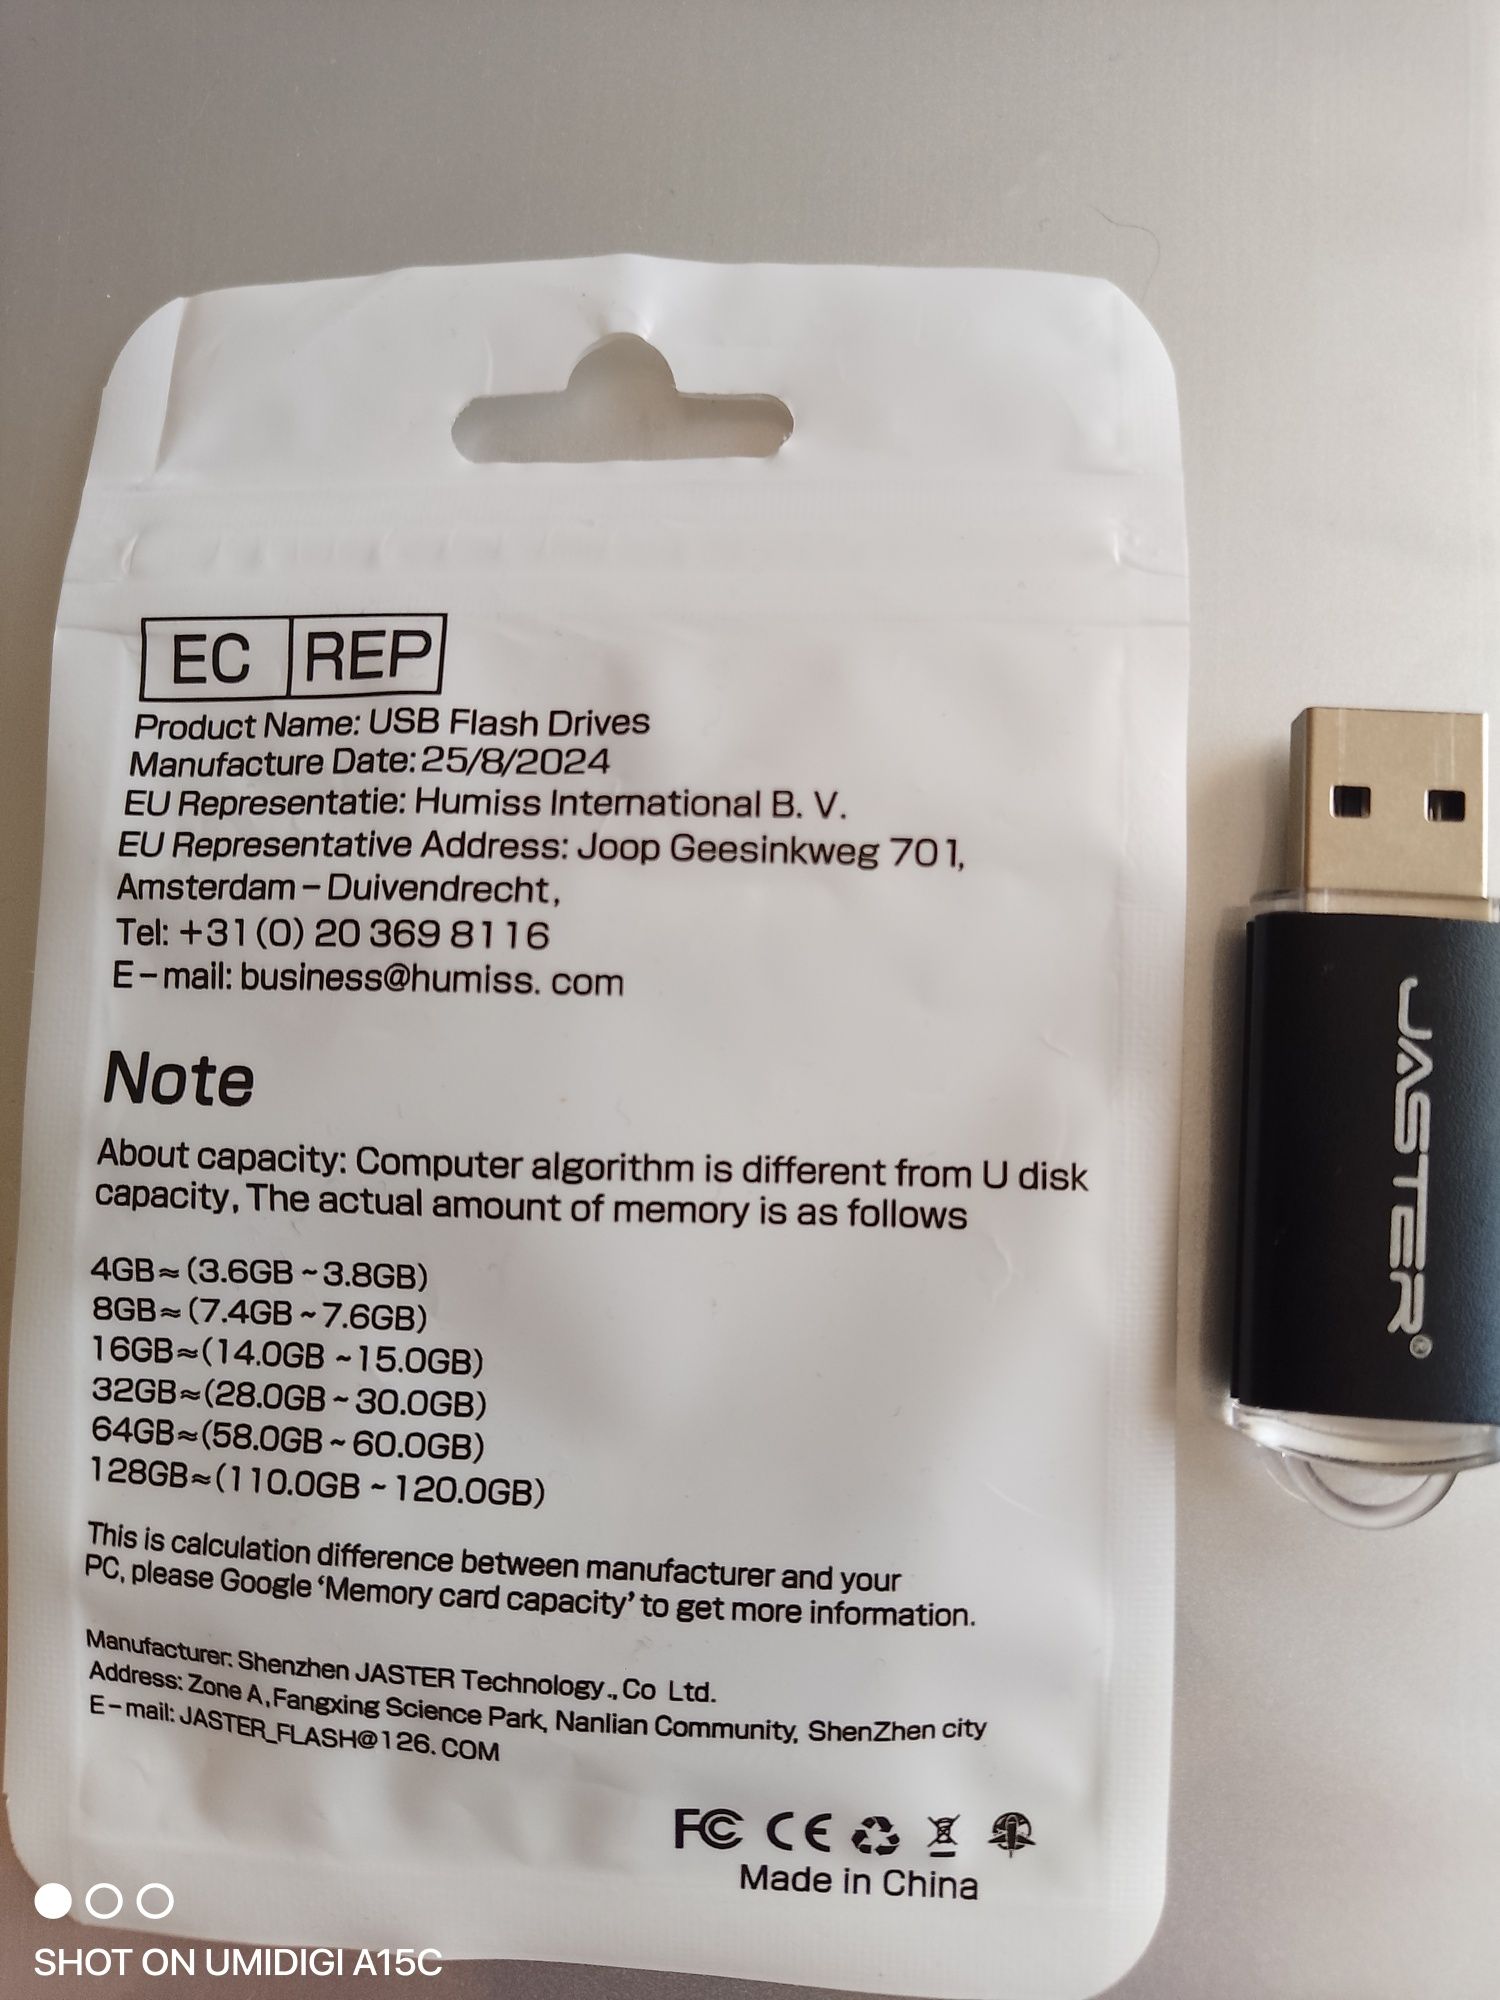 EC REP
Product Name: USB Flash Drives
Manufacture Date: 25/8/2024
EU Representatie: Humiss International B. V.
EU Representative Address: Joop Geesinkweg 701,
Amsterdam – Duivendrecht,
Tel: +31(0) 20 369 8116
E-mail: business@humiss. com
Note
About capacity: Computer algorithm is different from U disk
capacity, The actual amount of memory is as follows
4GB≈(3.6GB ~3.8GB)
8GB≈(7.4GB ~7.6GB)
16GB≈(14.0GB ~15.0GB)
32GB≈(28.0GB ~ 30.0GB)
64GB≈(58.0GB ~ 60.0GB)
128GB≈(110.0GB ~ 120.0GB)
This is calculation difference between manufacturer and your
PC, please Google ‘Memory card capacity’ to get more information.
Manufacturer: Shenzhen JASTER Technology., Co Ltd.
Address: Zone A, Fangxing Science Park, Nanlian Community, ShenZhen city
E-mail: JASTER_FLASH@126. COM
FC CE
Made in China
JASTER®
SHOT ON UMIDIGI A15C